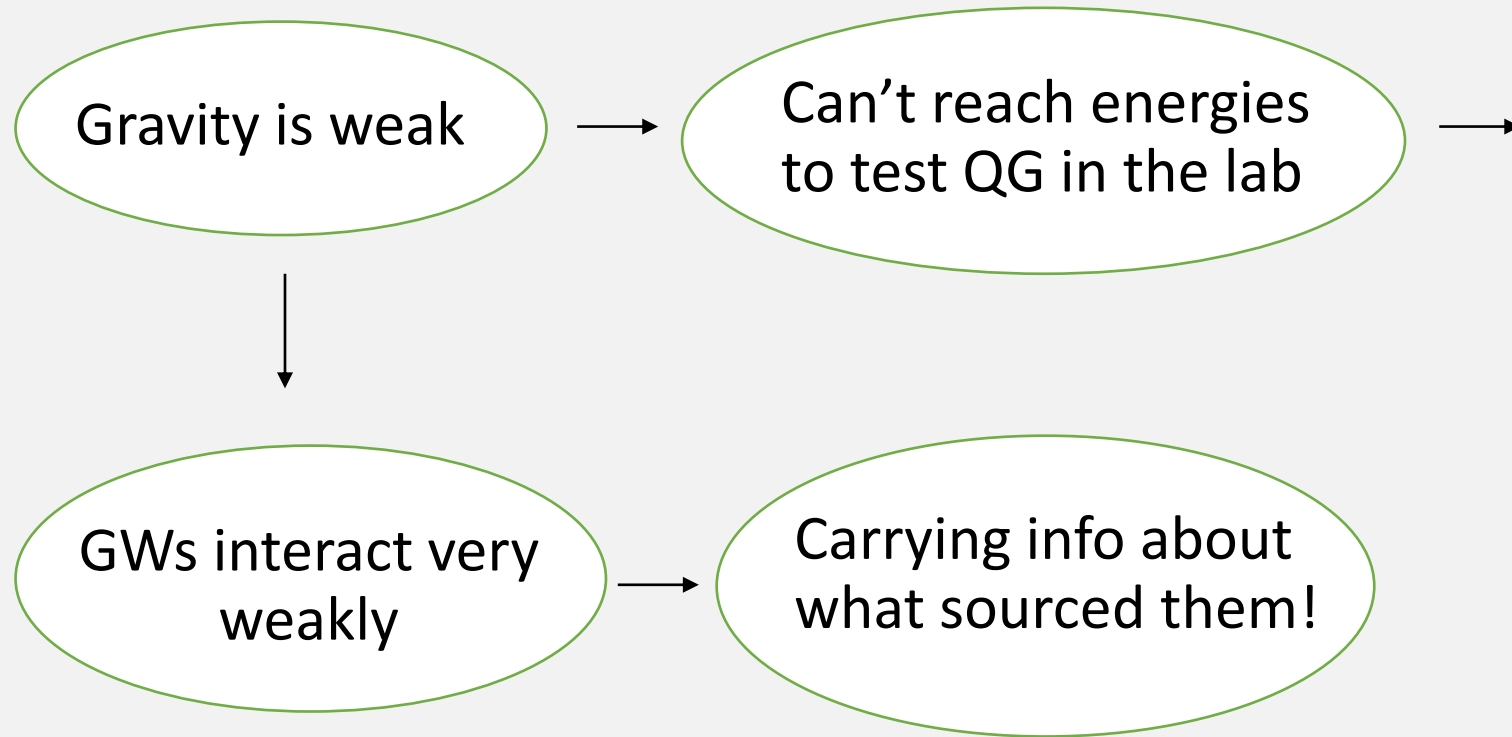 Gravity is weak
Can’t reach energies
to test QG in the lab
GWs interact very
weakly
Carrying info about
what sourced them!